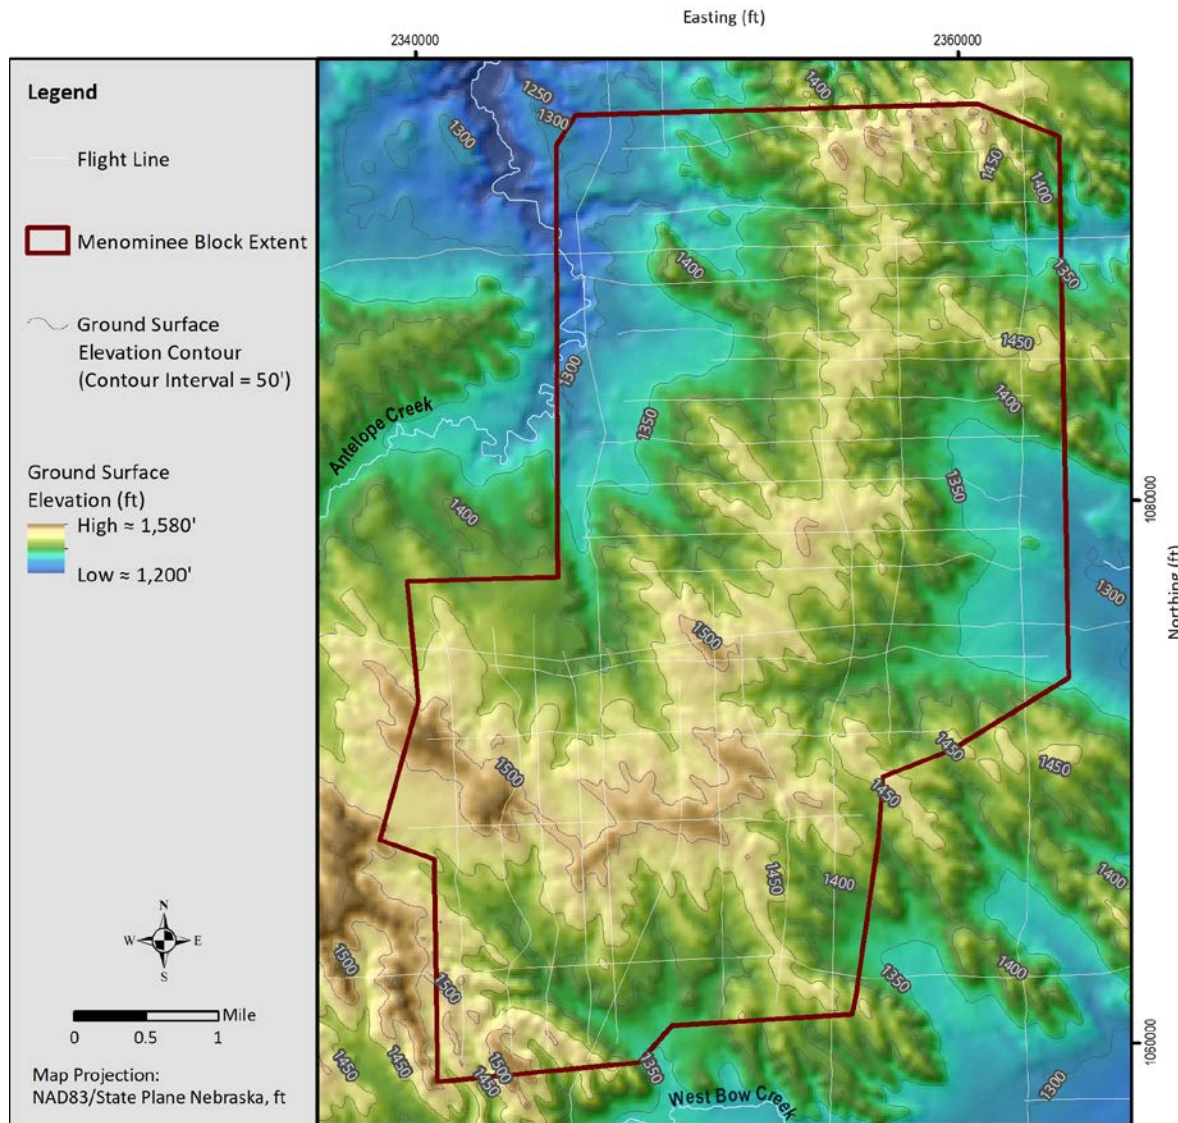 Easting (ft)
2340000
2360000
Legend
Flight Line
Menominee Block Extent
Ground Surface
Elevation Contour
(Contour Interval = 50')
Ground Surface
Elevation (ft)
High ≈ 1,580'
Low ≈ 1,200'
N
W
E
S
Mile
0
0.5
1
Map Projection:
NAD83/State Plane Nebraska, ft
1250
1300
1300
1400
1450
1400
1400
1350
1300
1450
1400
Antelope Creek
1350
1400
1350
1080000
1300
Northing (ft)
1500
1450
1500
1450
1450
1450
1400
1400
1500
1500
1350
1400
1060000
1450
1450
1500
1450
1350
1300
West Bow Creek